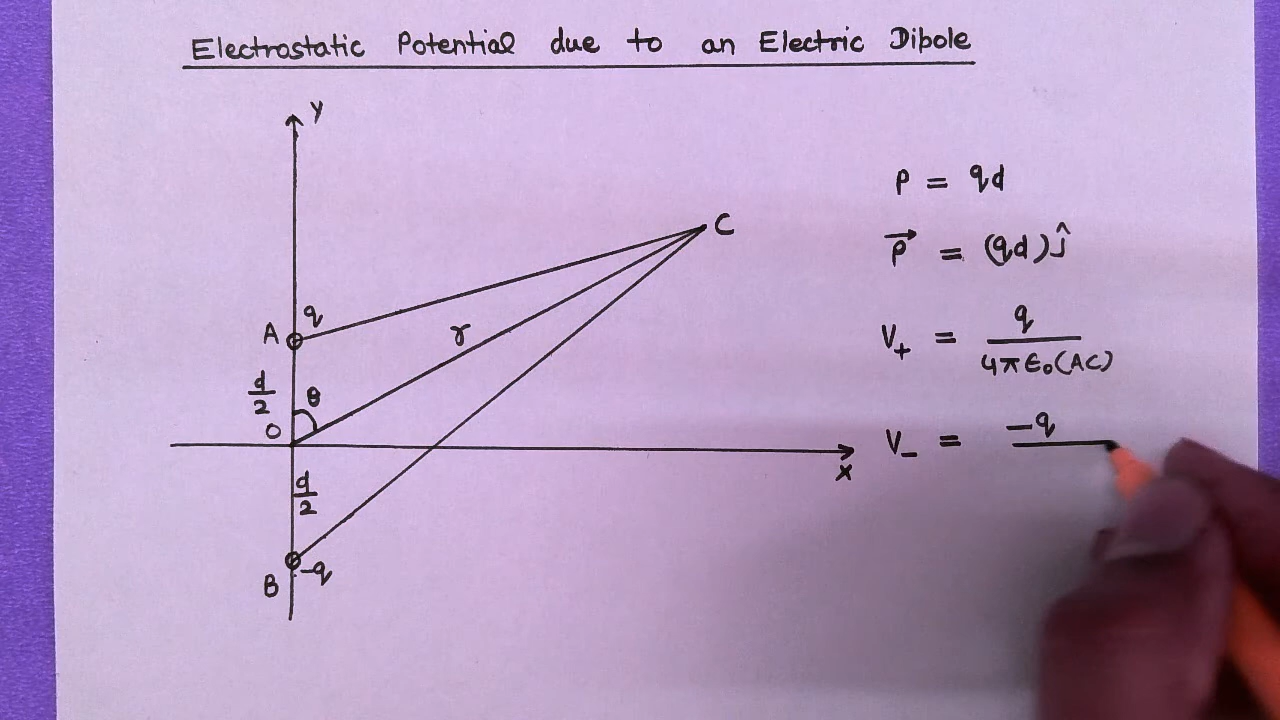 Electrostatic Potential due to an Electric Dipole
Y
C
A
q
r
d/2
θ
O
X
d/2
B
-q
P = qd
P⃗ = (qd)ĵ
V₊ = q / 4πε₀(AC)
V₋ = -q